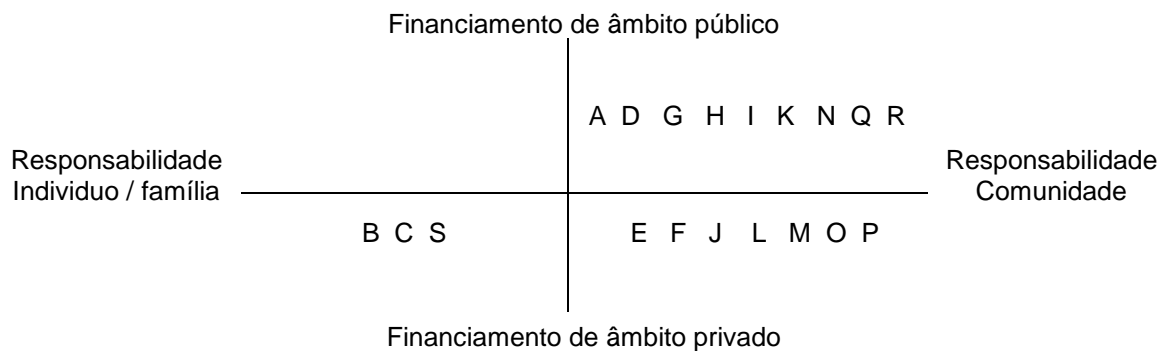 Financiamento de âmbito público
A D G H I K N Q R
Responsabilidade
Individuo / família
Responsabilidade
Comunidade
B C S
E F J L M O P
Financiamento de âmbito privado